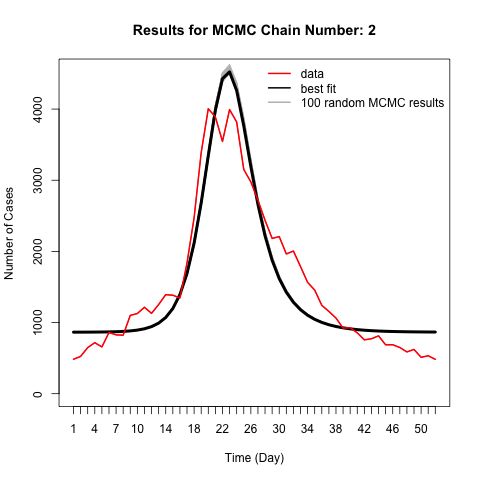 Results for MCMC Chain Number: 2
data
best fit
100 random MCMC results
Number of Cases
4000
3000
2000
1000
0
1 4 7 10 14 18 22 26 30 34 38 42 46 50
Time (Day)